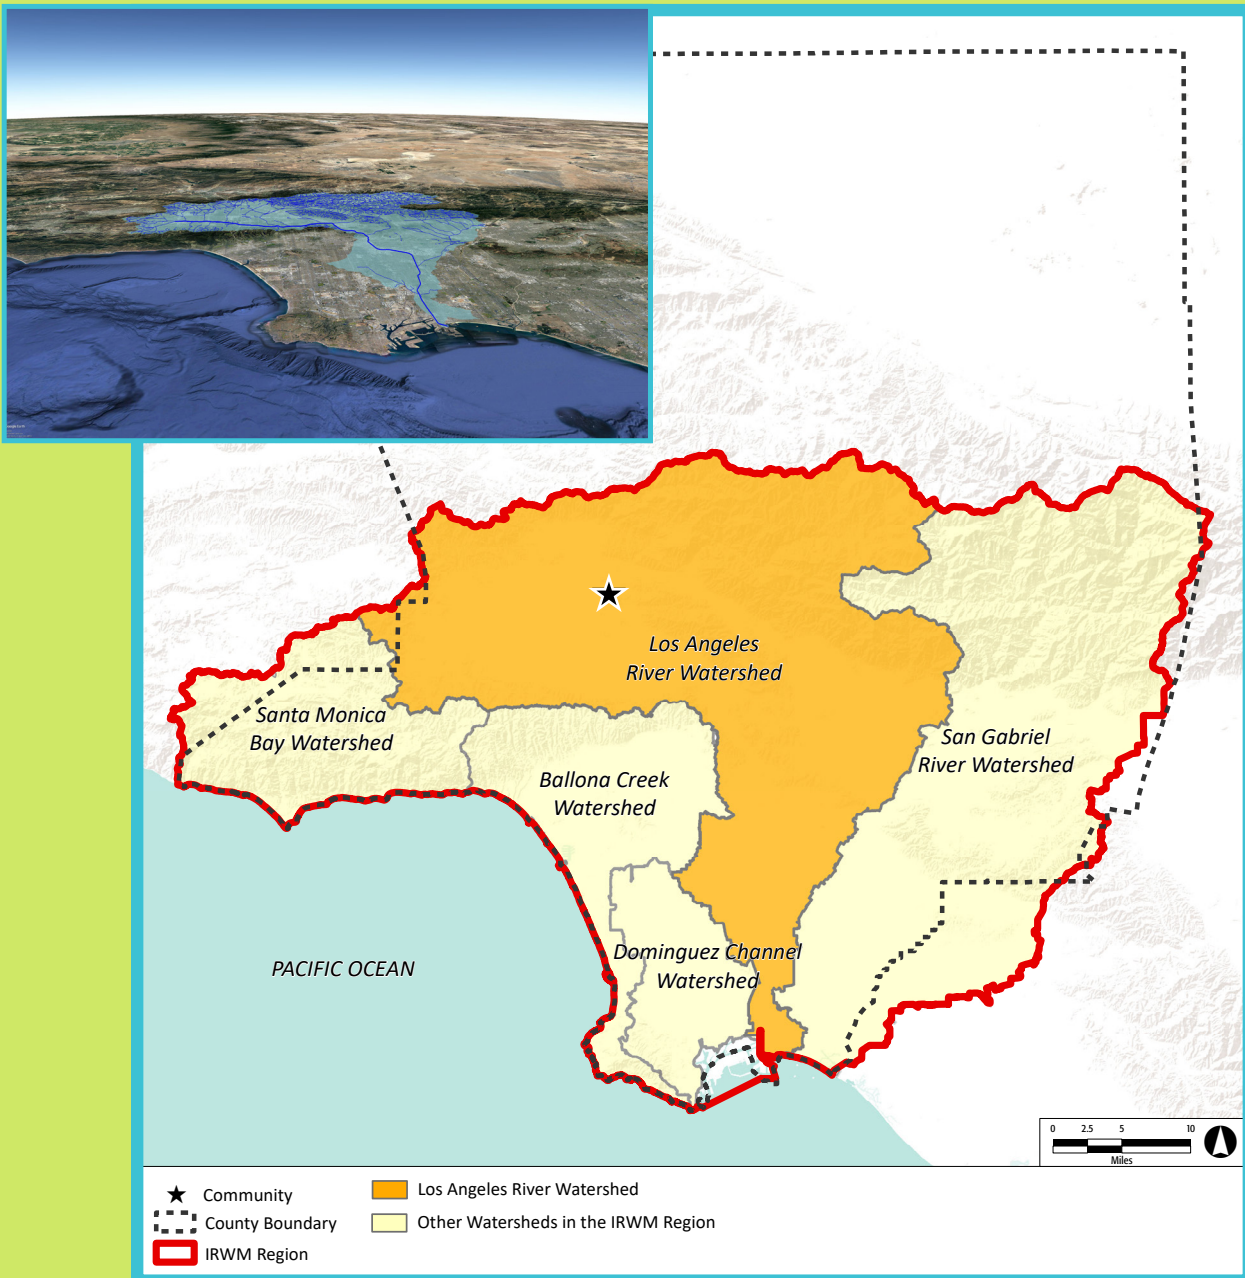 Los Angeles
River Watershed
Santa Monica
Bay Watershed
San Gabriel
River Watershed
Ballona Creek
Watershed
Dominguez Channel
Watershed
PACIFIC OCEAN
0 2.5 5 10
Miles
Community
County Boundary
IRWM Region
Los Angeles River Watershed
Other Watersheds in the IRWM Region